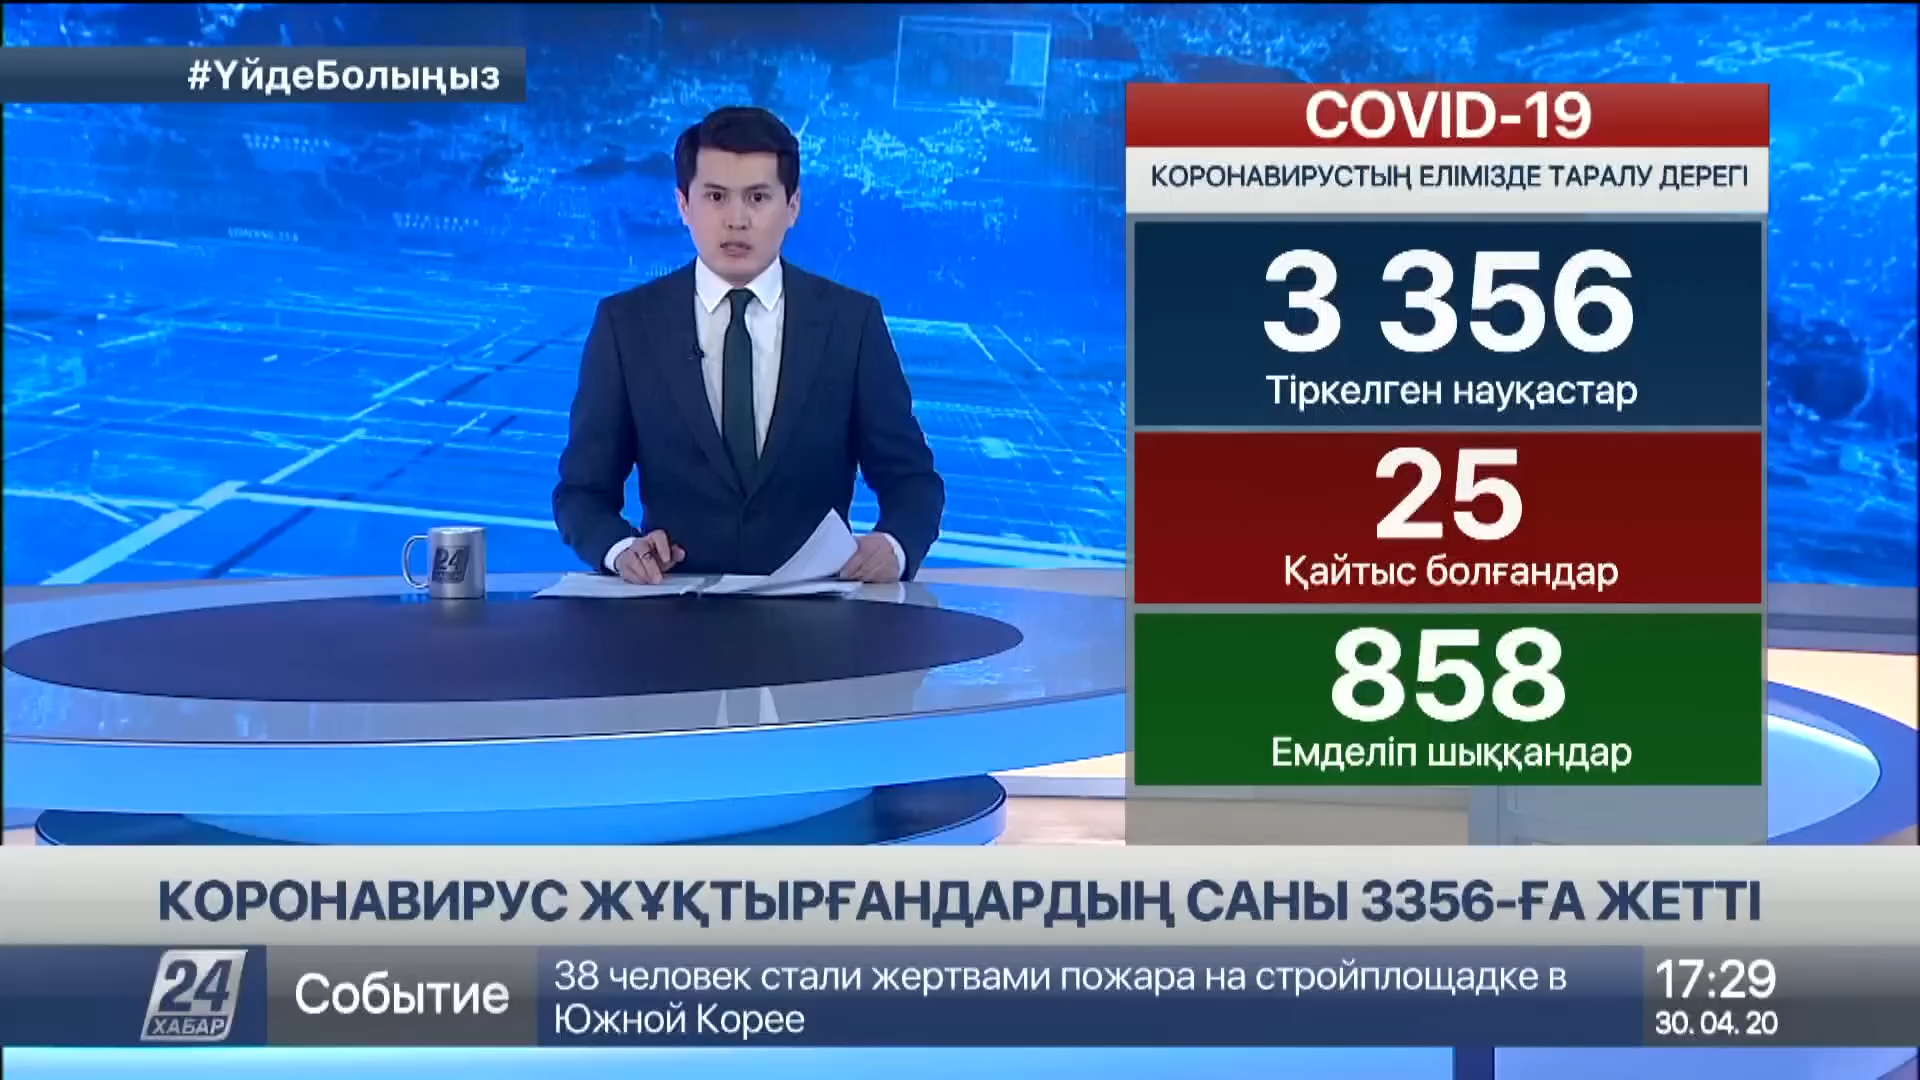 #ҮйдеБолыңыз
COVID-19
КОРОНАВИРУСТЫҢ ЕЛІМІЗДЕ ТАРАЛУ ДЕРЕГІ
3 356
Тіркелген науқастар
25
Қайтыс болғандар
858
Емделіп шыққандар
24
КОРОНАВИРУС ЖҰҚТЫРҒАНДАРДЫҢ САНЫ 3356-ҒА ЖЕТТІ
24
ХАБАР
Событие
38 человек стали жертвами пожара на стройплощадке в
Южной Корее
17:29
30. 04. 20